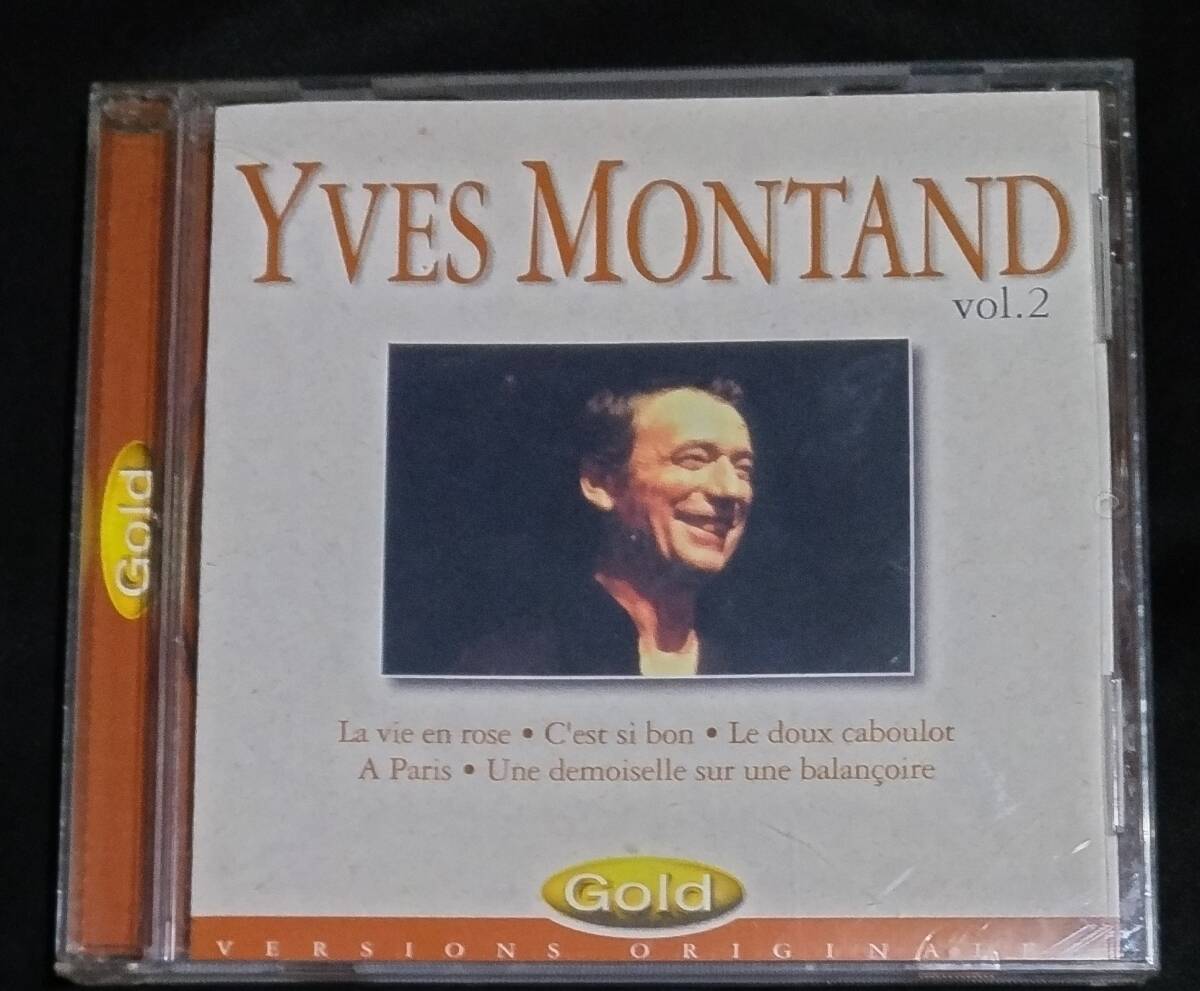 YVES MONTAND
vol.2
La vie en rose • C'est si bon • Le doux caboulot
A Paris • Une demoiselle sur une balançoire
Gold
VERSIONS
Gold